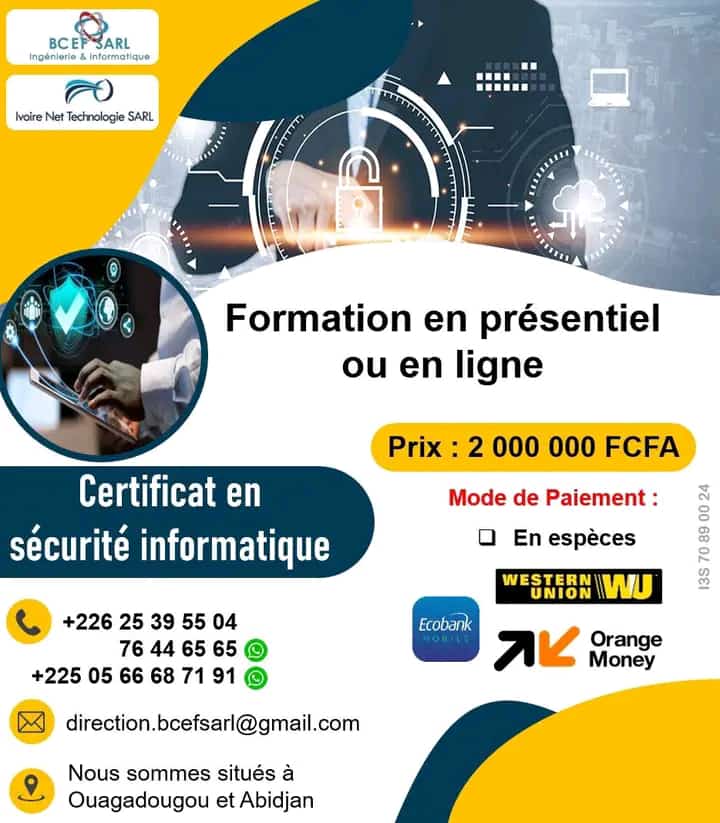 BCEF SARL
Ingénierie & Informatique
Ivoire Net Technologie SARL
Formation en présentiel
ou en ligne
Prix : 2 000 000 FCFA
Certificat en
sécurité informatique
Mode de Paiement :
En espèces
WESTERN
UNION WU
Ecobank
MOBILE
Orange
Money
I3S 70 89 00 24
+226 25 39 55 04
76 44 65 65
+225 05 66 68 71 91
direction.bcefsarl@gmail.com
Nous sommes situés à
Ouagadougou et Abidjan